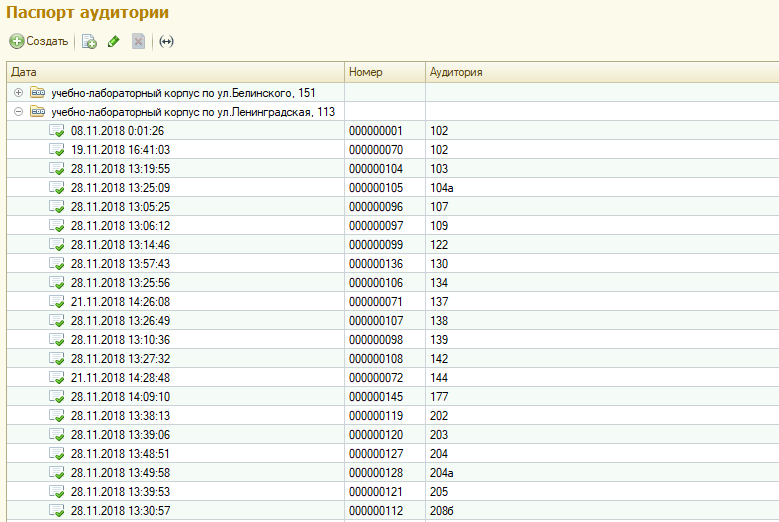 Паспорт аудитории
Создать
Дата Номер Аудитория
учебно-лабораторный корпус по ул.Белинского, 151
учебно-лабораторный корпус по ул.Ленинградская, 113
08.11.2018 0:01:26 000000001 102
19.11.2018 16:41:03 000000070 102
28.11.2018 13:19:55 000000104 103
28.11.2018 13:25:09 000000105 104а
28.11.2018 13:05:25 000000096 107
28.11.2018 13:06:12 000000097 109
28.11.2018 13:14:46 000000099 122
28.11.2018 13:57:43 000000136 130
28.11.2018 13:25:56 000000106 134
21.11.2018 14:26:08 000000071 137
28.11.2018 13:26:49 000000107 138
28.11.2018 13:10:36 000000098 139
28.11.2018 13:27:32 000000108 142
21.11.2018 14:28:48 000000072 144
28.11.2018 14:09:10 000000145 177
28.11.2018 13:38:13 000000119 202
28.11.2018 13:39:06 000000120 203
28.11.2018 13:48:51 000000127 204
28.11.2018 13:49:58 000000128 204а
28.11.2018 13:39:53 000000121 205
28.11.2018 13:30:57 000000112 208б